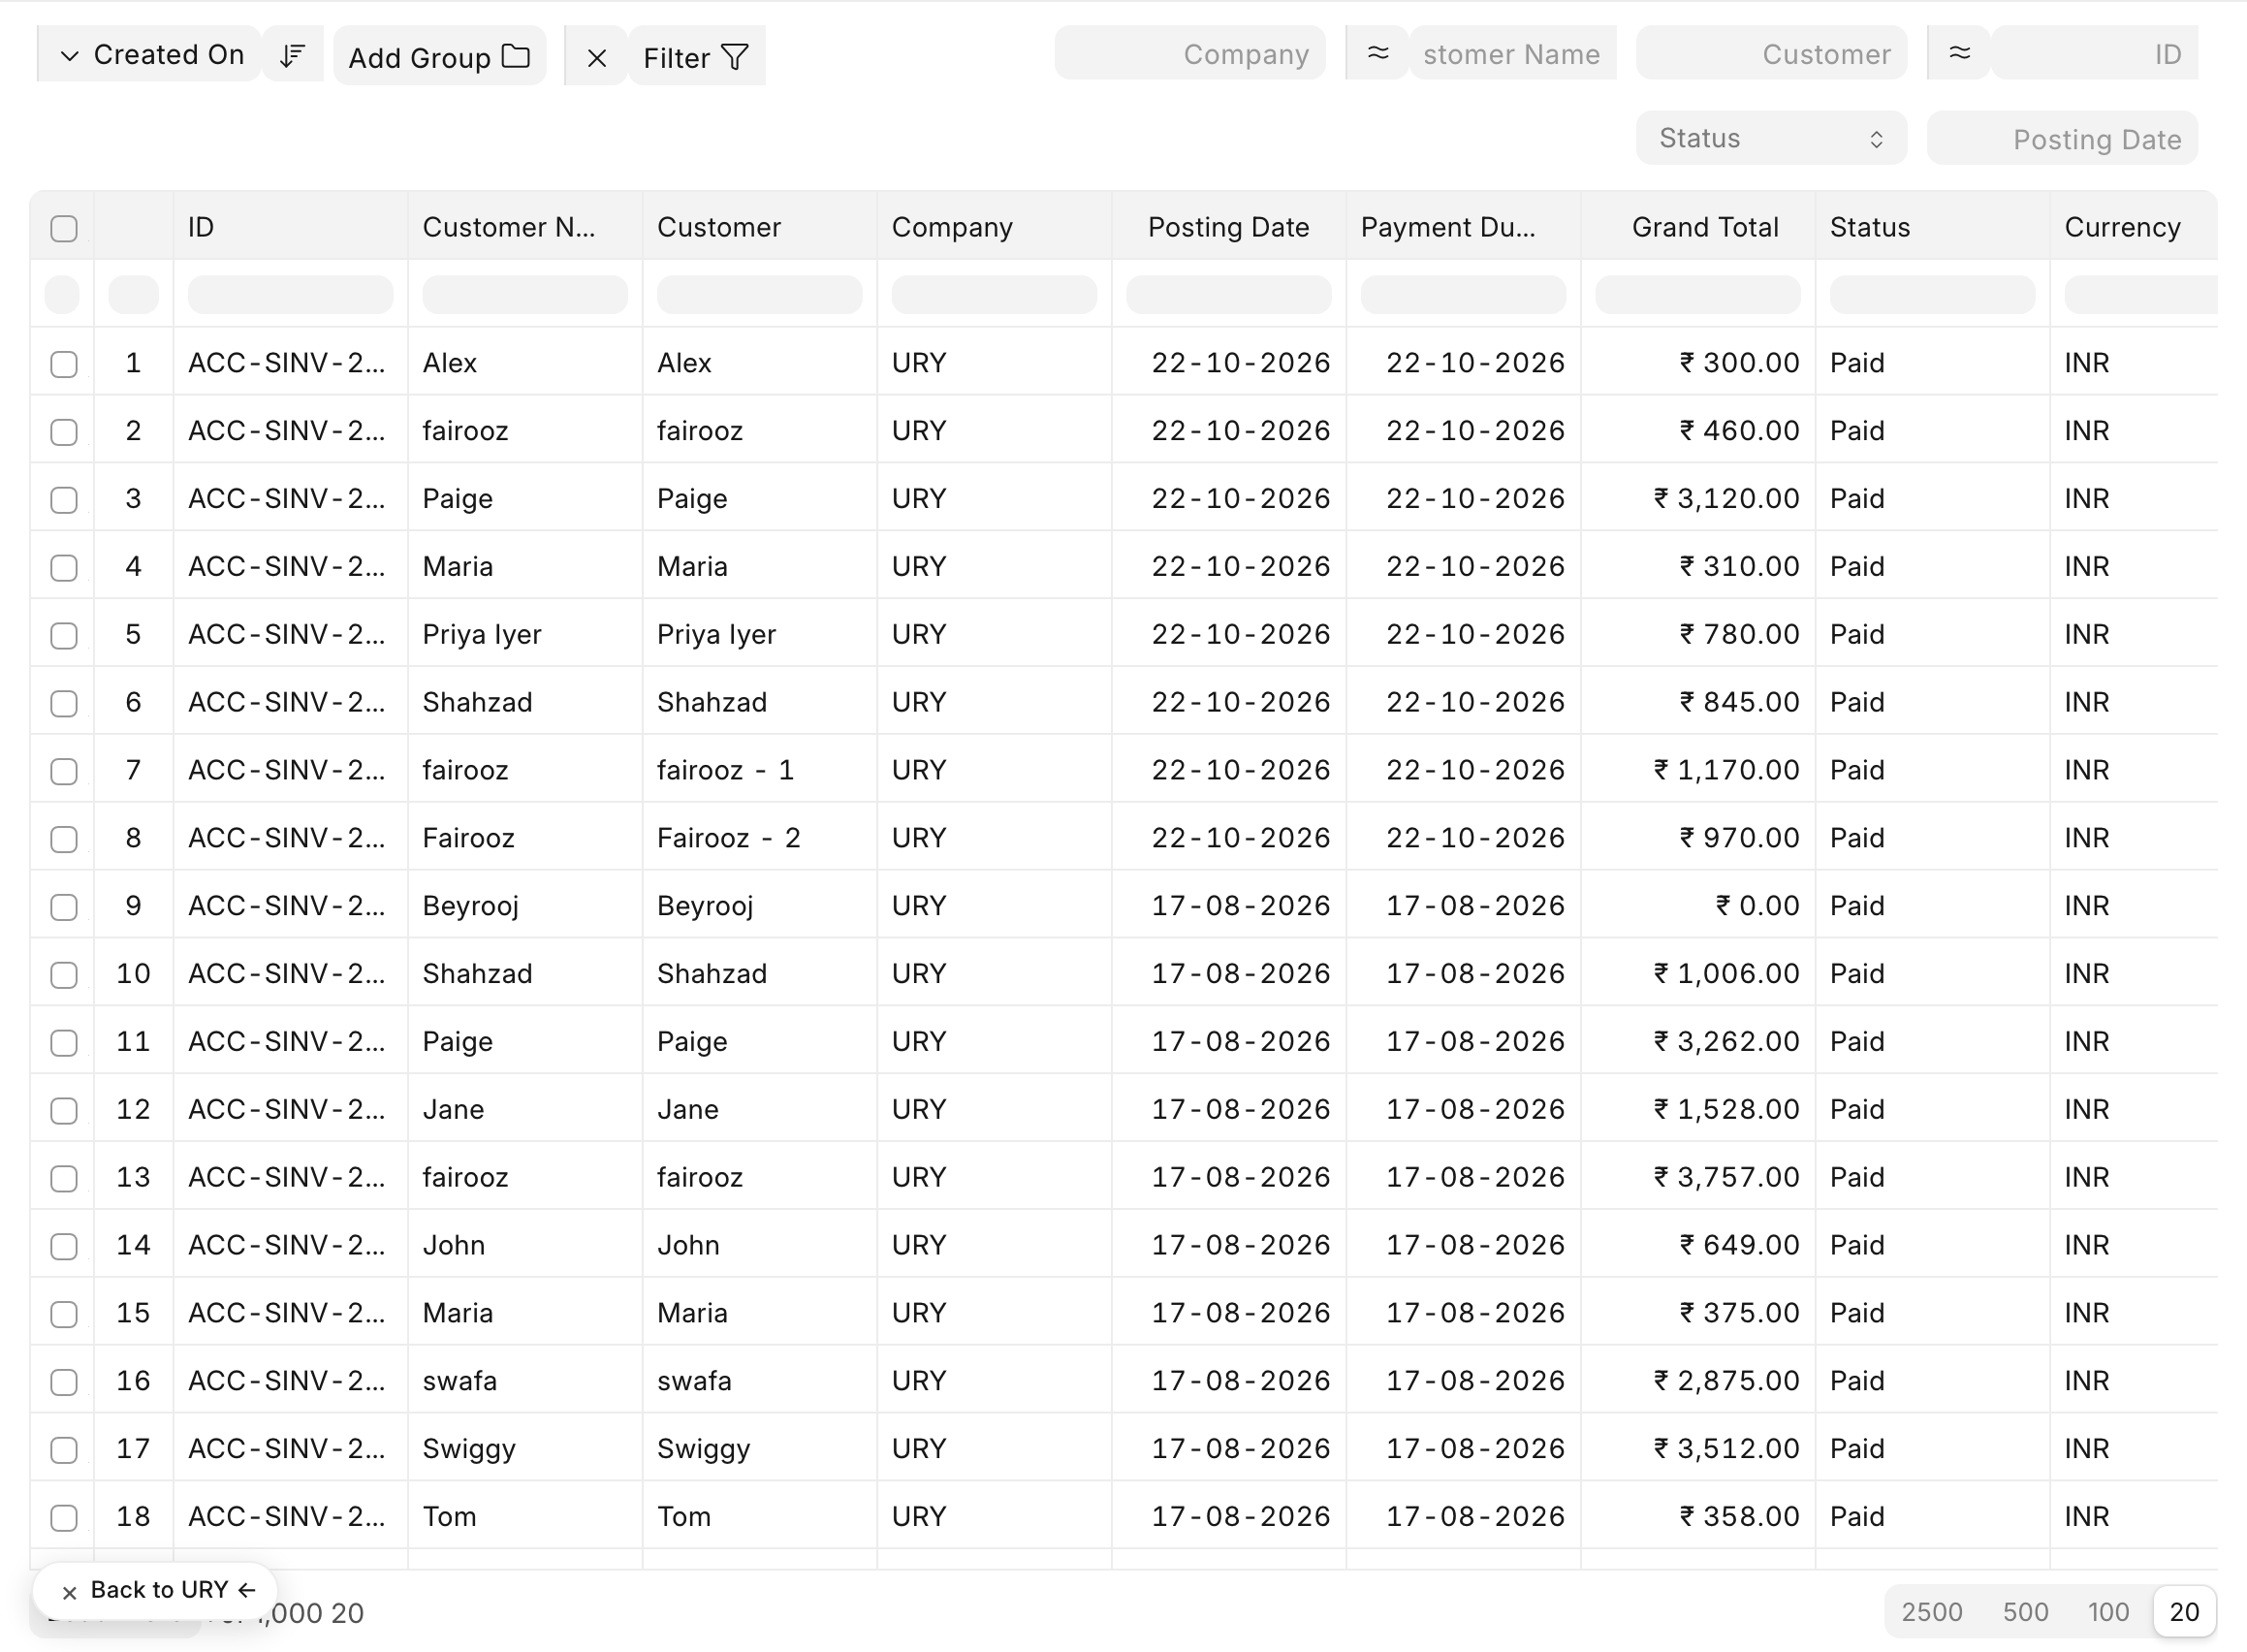 Created On Add Group Filter Company ≈ stomer Name Customer ≈ ID
Status Posting Date
ID Customer N... Customer Company Posting Date Payment Du... Grand Total Status Currency
1 ACC-SINV-2... Alex Alex URY 22-10-2026 22-10-2026 ₹ 300.00 Paid INR
2 ACC-SINV-2... fairooz fairooz URY 22-10-2026 22-10-2026 ₹ 460.00 Paid INR
3 ACC-SINV-2... Paige Paige URY 22-10-2026 22-10-2026 ₹ 3,120.00 Paid INR
4 ACC-SINV-2... Maria Maria URY 22-10-2026 22-10-2026 ₹ 310.00 Paid INR
5 ACC-SINV-2... Priya Iyer Priya Iyer URY 22-10-2026 22-10-2026 ₹ 780.00 Paid INR
6 ACC-SINV-2... Shahzad Shahzad URY 22-10-2026 22-10-2026 ₹ 845.00 Paid INR
7 ACC-SINV-2... fairooz fairooz - 1 URY 22-10-2026 22-10-2026 ₹ 1,170.00 Paid INR
8 ACC-SINV-2... Fairooz Fairooz - 2 URY 22-10-2026 22-10-2026 ₹ 970.00 Paid INR
9 ACC-SINV-2... Beyrooj Beyrooj URY 17-08-2026 17-08-2026 ₹ 0.00 Paid INR
10 ACC-SINV-2... Shahzad Shahzad URY 17-08-2026 17-08-2026 ₹ 1,006.00 Paid INR
11 ACC-SINV-2... Paige Paige URY 17-08-2026 17-08-2026 ₹ 3,262.00 Paid INR
12 ACC-SINV-2... Jane Jane URY 17-08-2026 17-08-2026 ₹ 1,528.00 Paid INR
13 ACC-SINV-2... fairooz fairooz URY 17-08-2026 17-08-2026 ₹ 3,757.00 Paid INR
14 ACC-SINV-2... John John URY 17-08-2026 17-08-2026 ₹ 649.00 Paid INR
15 ACC-SINV-2... Maria Maria URY 17-08-2026 17-08-2026 ₹ 375.00 Paid INR
16 ACC-SINV-2... swafa swafa URY 17-08-2026 17-08-2026 ₹ 2,875.00 Paid INR
17 ACC-SINV-2... Swiggy Swiggy URY 17-08-2026 17-08-2026 ₹ 3,512.00 Paid INR
18 ACC-SINV-2... Tom Tom URY 17-08-2026 17-08-2026 ₹ 358.00 Paid INR
× Back to URY ←
,000 20 2500 500 100 20